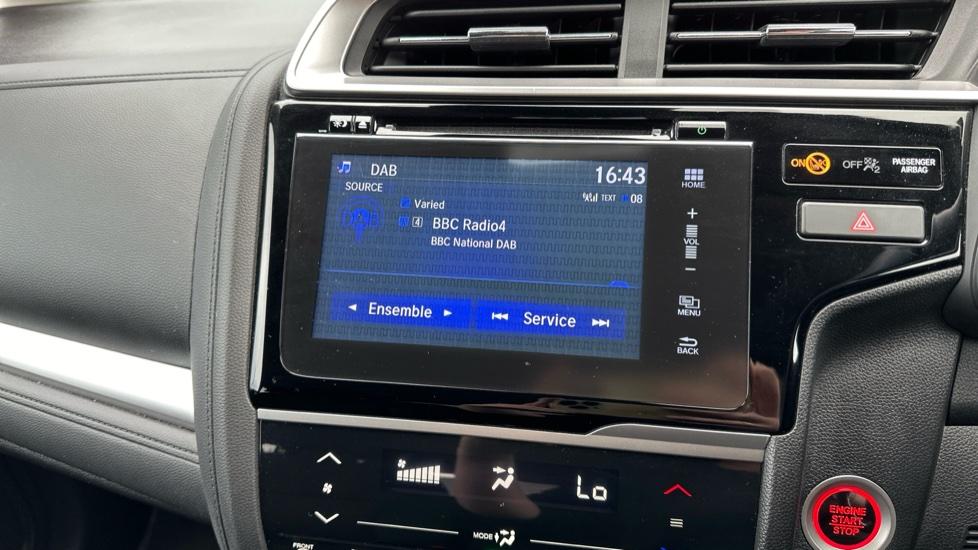 DAB
16:43
SOURCE
TEXT
08
Varied
4
BBC Radio4
BBC National DAB
Ensemble
Service
HOME
+
VOL
−
MENU
BACK
ON
OFF
2
PASSENGER
AIRBAG
Lo
MODE
FRONT
ENGINE
START
STOP